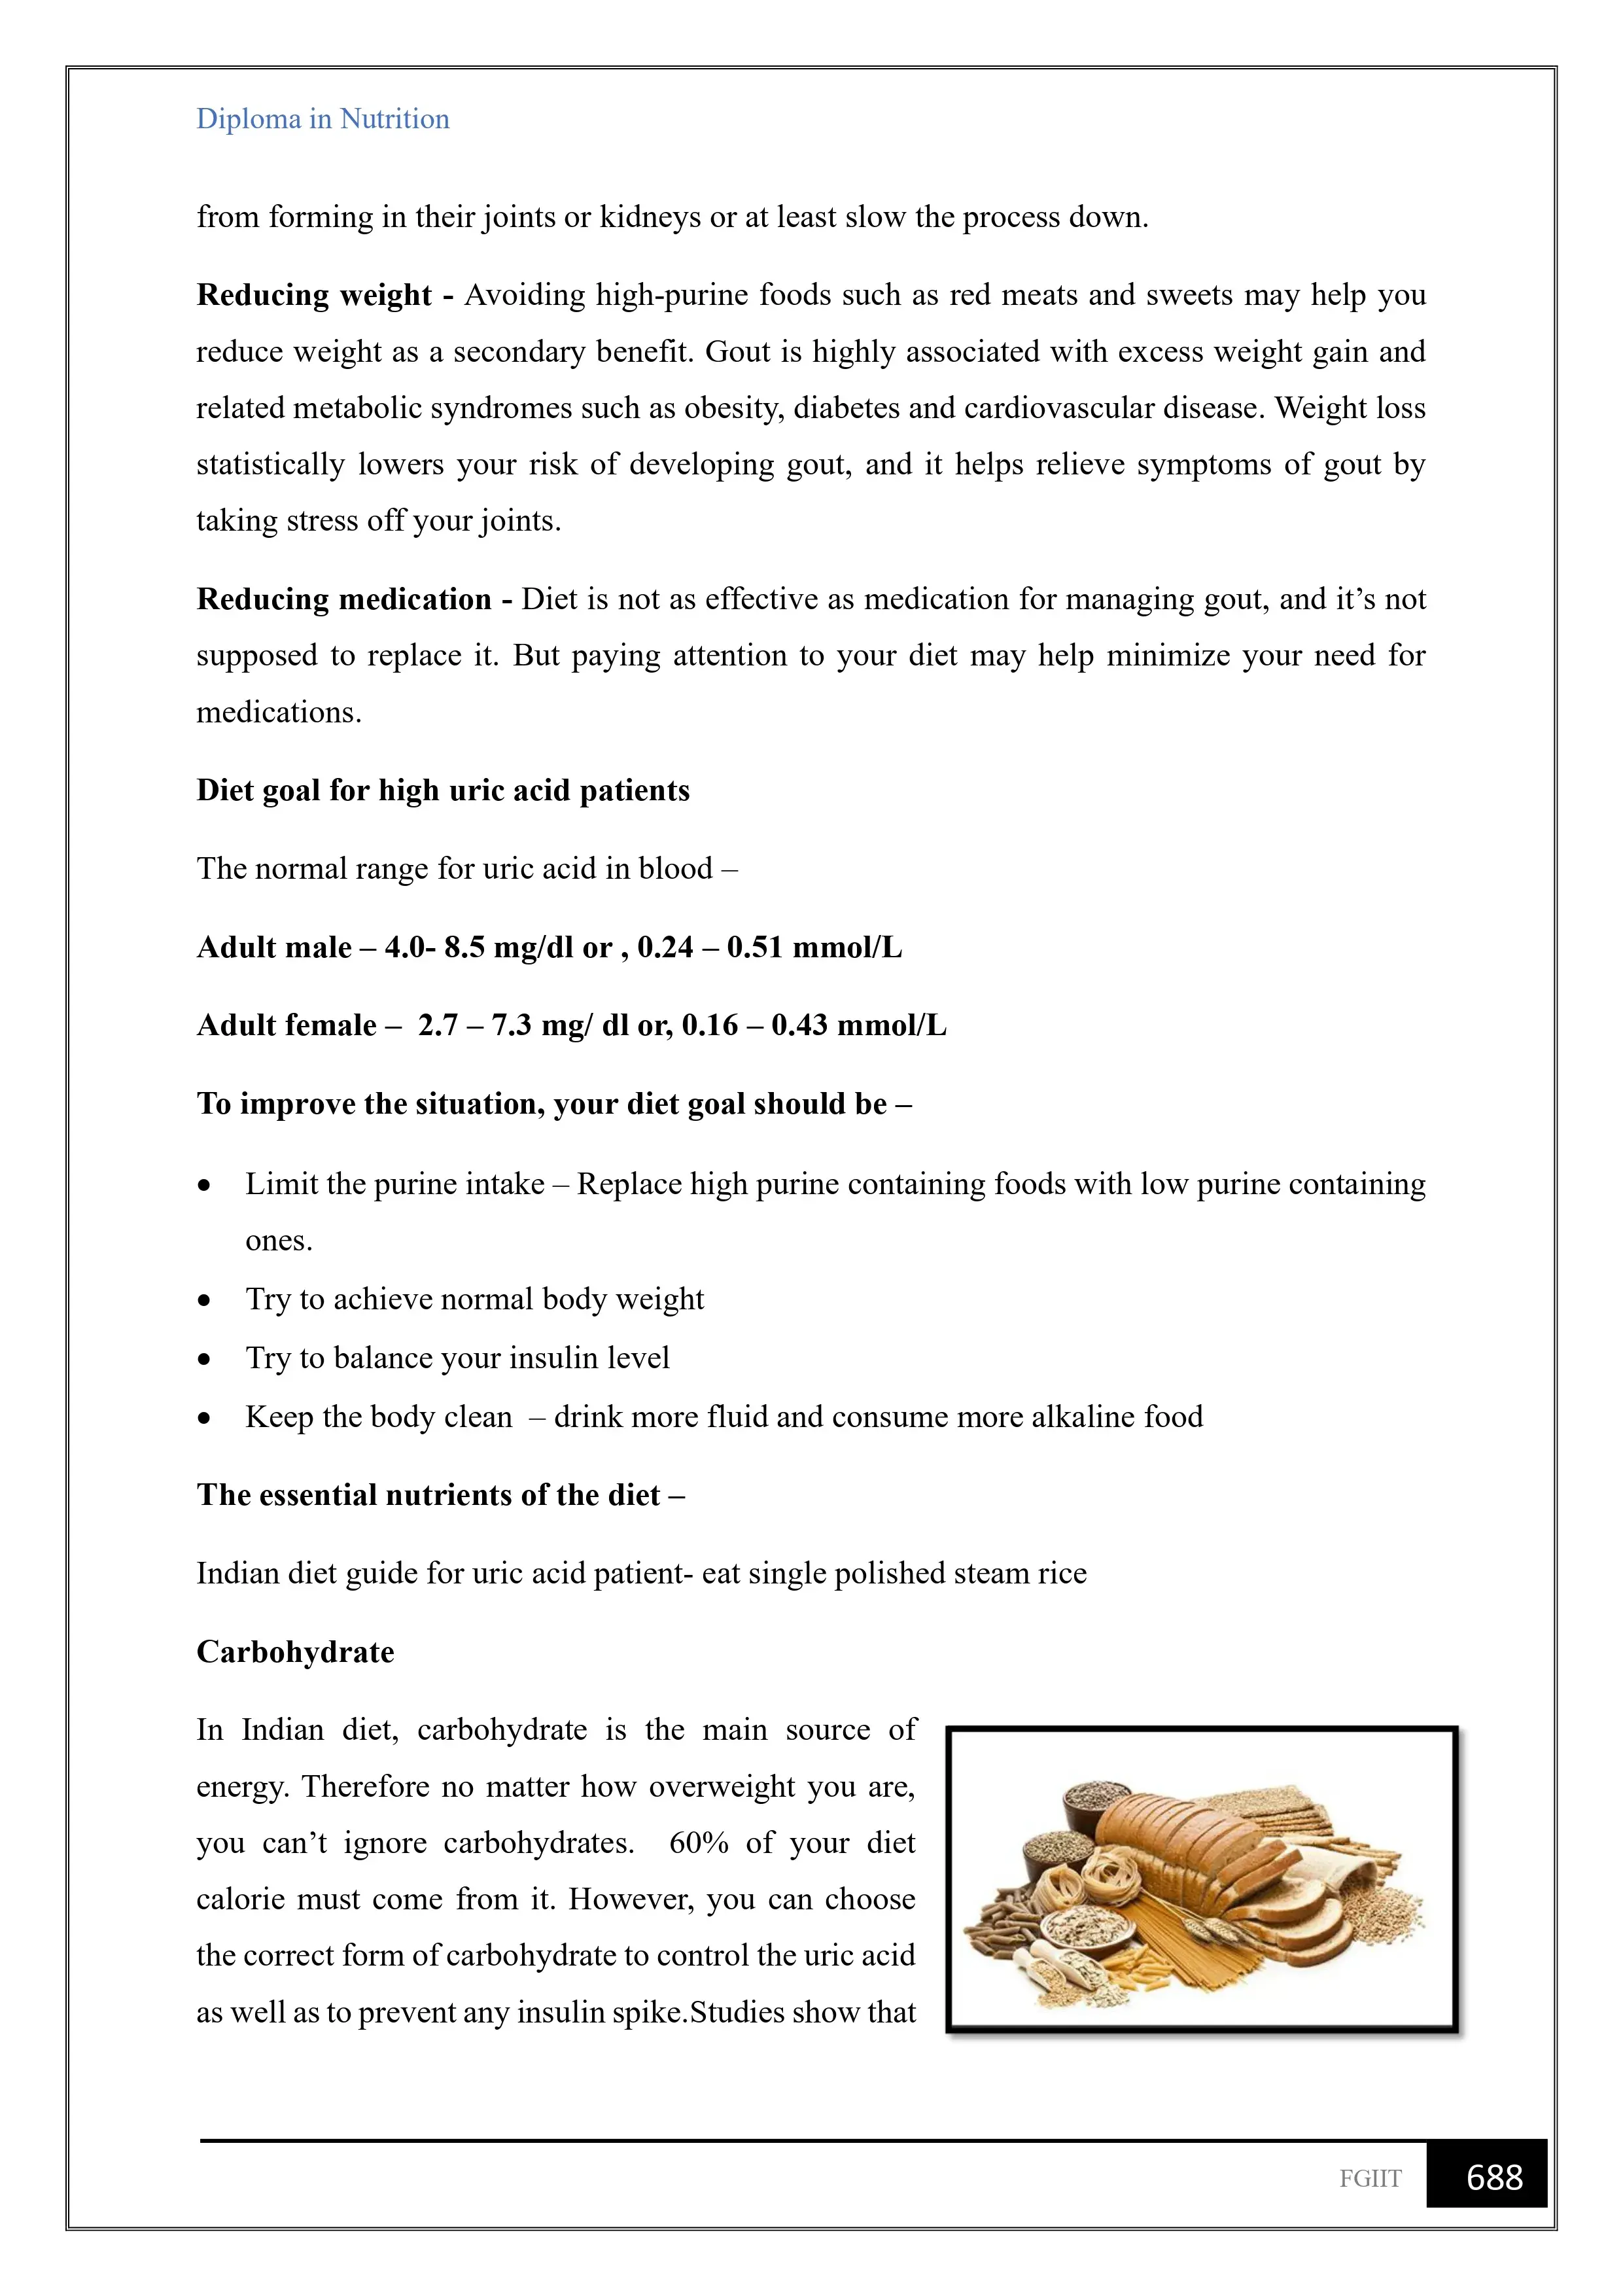 Diploma in Nutrition
from forming in their joints or kidneys or at least slow the process down.
Reducing weight - Avoiding high-purine foods such as red meats and sweets may help you
reduce weight as a secondary benefit. Gout is highly associated with excess weight gain and
related metabolic syndromes such as obesity, diabetes and cardiovascular disease. Weight loss
statistically lowers your risk of developing gout, and it helps relieve symptoms of gout by
taking stress off your joints.
Reducing medication - Diet is not as effective as medication for managing gout, and it’s not
supposed to replace it. But paying attention to your diet may help minimize your need for
medications.
Diet goal for high uric acid patients
The normal range for uric acid in blood –
Adult male – 4.0- 8.5 mg/dl or , 0.24 – 0.51 mmol/L
Adult female –  2.7 – 7.3 mg/ dl or, 0.16 – 0.43 mmol/L
To improve the situation, your diet goal should be –
• Limit the purine intake – Replace high purine containing foods with low purine containing
ones.
• Try to achieve normal body weight
• Try to balance your insulin level
• Keep the body clean  – drink more fluid and consume more alkaline food
The essential nutrients of the diet –
Indian diet guide for uric acid patient- eat single polished steam rice
Carbohydrate
In Indian diet, carbohydrate is the main source of
energy. Therefore no matter how overweight you are,
you can’t ignore carbohydrates.  60% of your diet
calorie must come from it. However, you can choose
the correct form of carbohydrate to control the uric acid
as well as to prevent any insulin spike.Studies show that
FGIIT 688